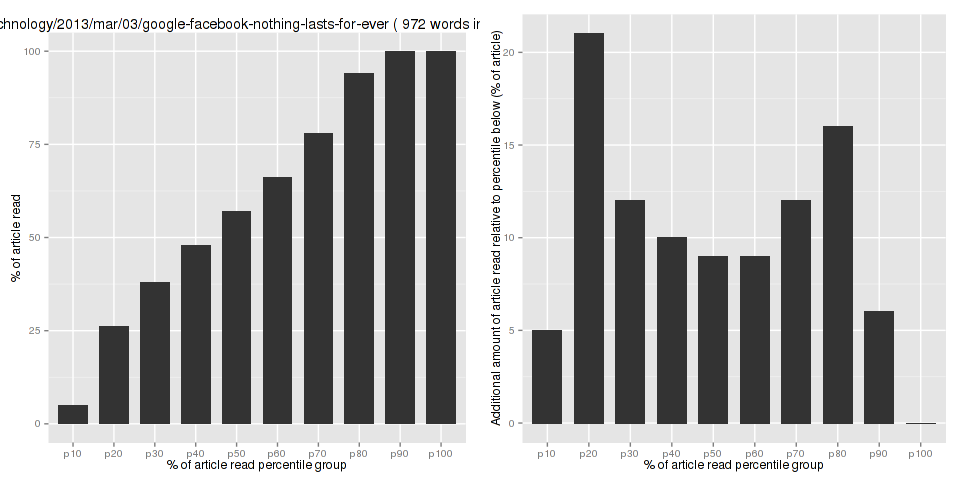 chnology/2013/mar/03/google-facebook-nothing-lasts-for-ever ( 972 words in
% of article read
100
75
50
25
0
p10 p20 p30 p40 p50 p60 p70 p80 p90 p100
% of article read percentile group
Additional amount of article read relative to percentile below (% of article)
20
15
10
5
0
p10 p20 p30 p40 p50 p60 p70 p80 p90 p100
% of article read percentile group